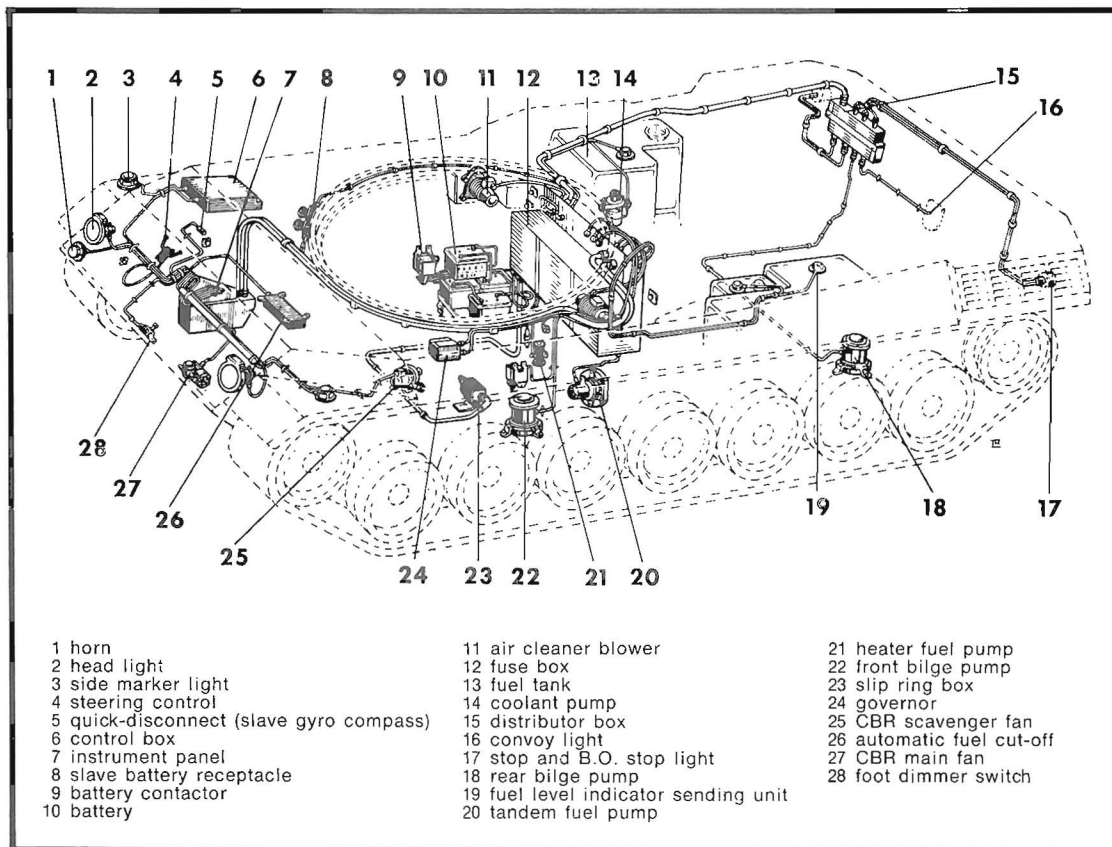 1 2 3 4 5 6 7 8 9 10 11 12 13 14 15 16
28 27 26 25 24 23 22 21 20 19 18 17
1 horn
2 head light
3 side marker light
4 steering control
5 quick-disconnect (slave gyro compass)
6 control box
7 instrument panel
8 slave battery receptacle
9 battery contactor
10 battery
11 air cleaner blower
12 fuse box
13 fuel tank
14 coolant pump
15 distributor box
16 convoy light
17 stop and B.O. stop light
18 rear bilge pump
19 fuel level indicator sending unit
20 tandem fuel pump
21 heater fuel pump
22 front bilge pump
23 slip ring box
24 governor
25 CBR scavenger fan
26 automatic fuel cut-off
27 CBR main fan
28 foot dimmer switch